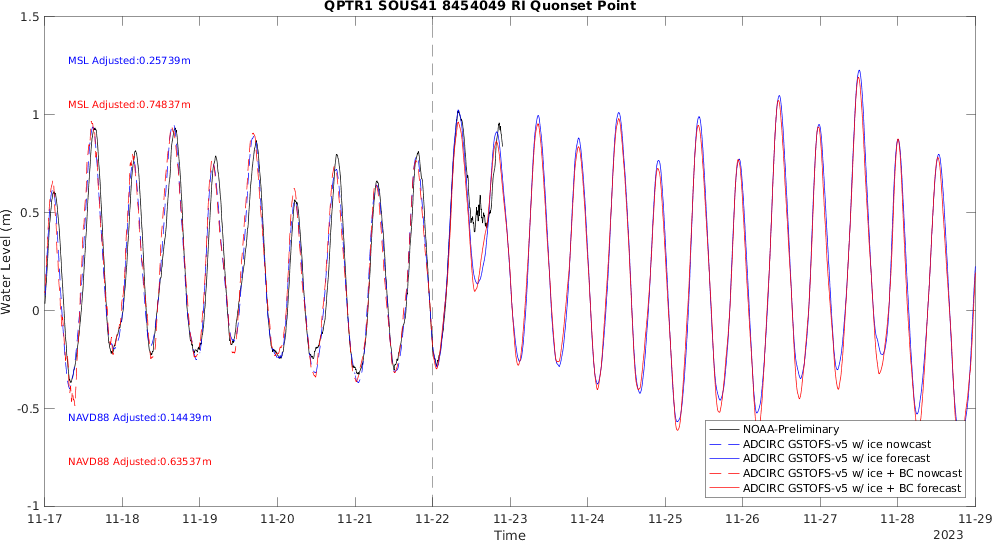 QPTR1 SOUS41 8454049 RI Quonset Point
1.5
MSL Adjusted:0.25739m
MSL Adjusted:0.74837m
1
0.5
Water Level (m)
0
-0.5
NAVD88 Adjusted:0.14439m
NAVD88 Adjusted:0.63537m
NOAA-Preliminary
ADCIRC GSTOFS-v5 w/ ice nowcast
ADCIRC GSTOFS-v5 w/ ice forecast
ADCIRC GSTOFS-v5 w/ ice + BC nowcast
ADCIRC GSTOFS-v5 w/ ice + BC forecast
-1
11-17 11-18 11-19 11-20 11-21 11-22 11-23 11-24 11-25 11-26 11-27 11-28 11-29
Time
2023